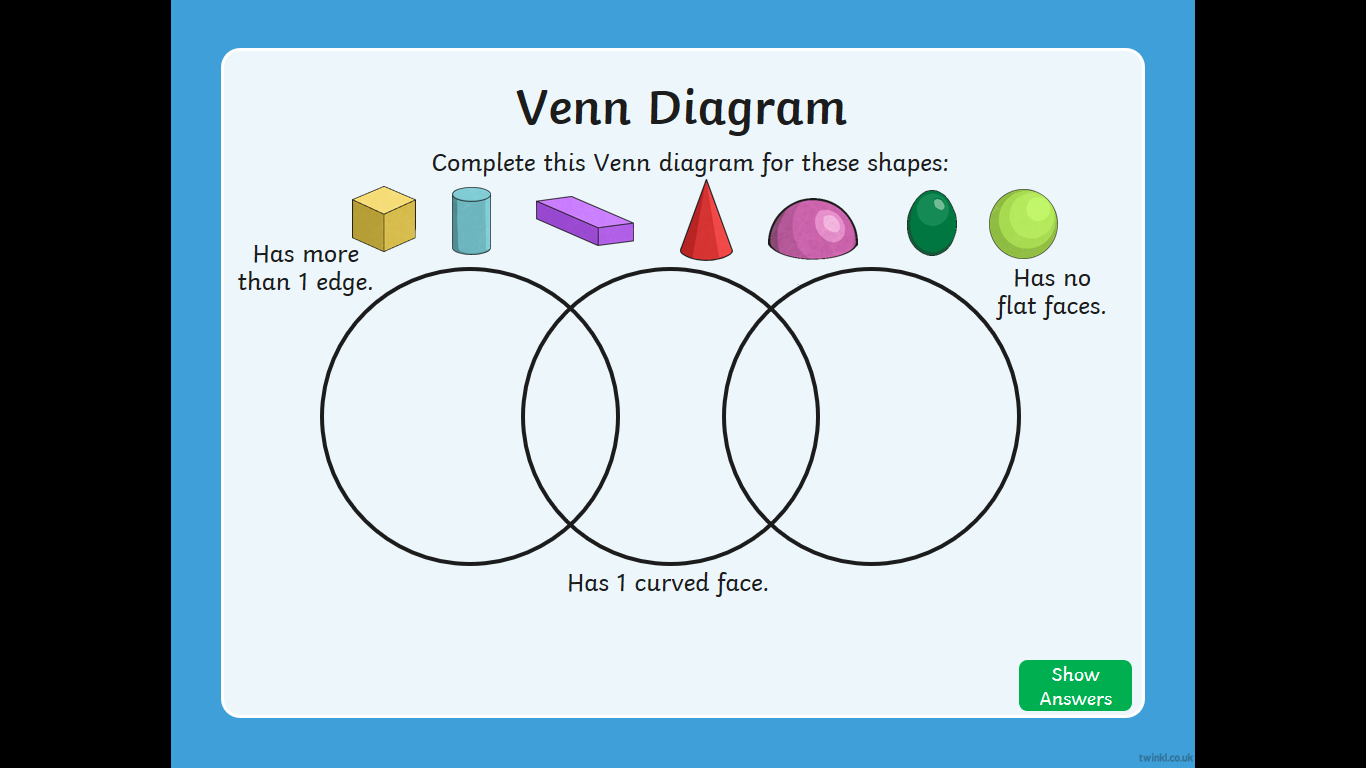 Venn Diagram
Complete this Venn diagram for these shapes:
Has more
than 1 edge.
Has no
flat faces.
Has 1 curved face.
Show
Answers
twinkl.co.uk